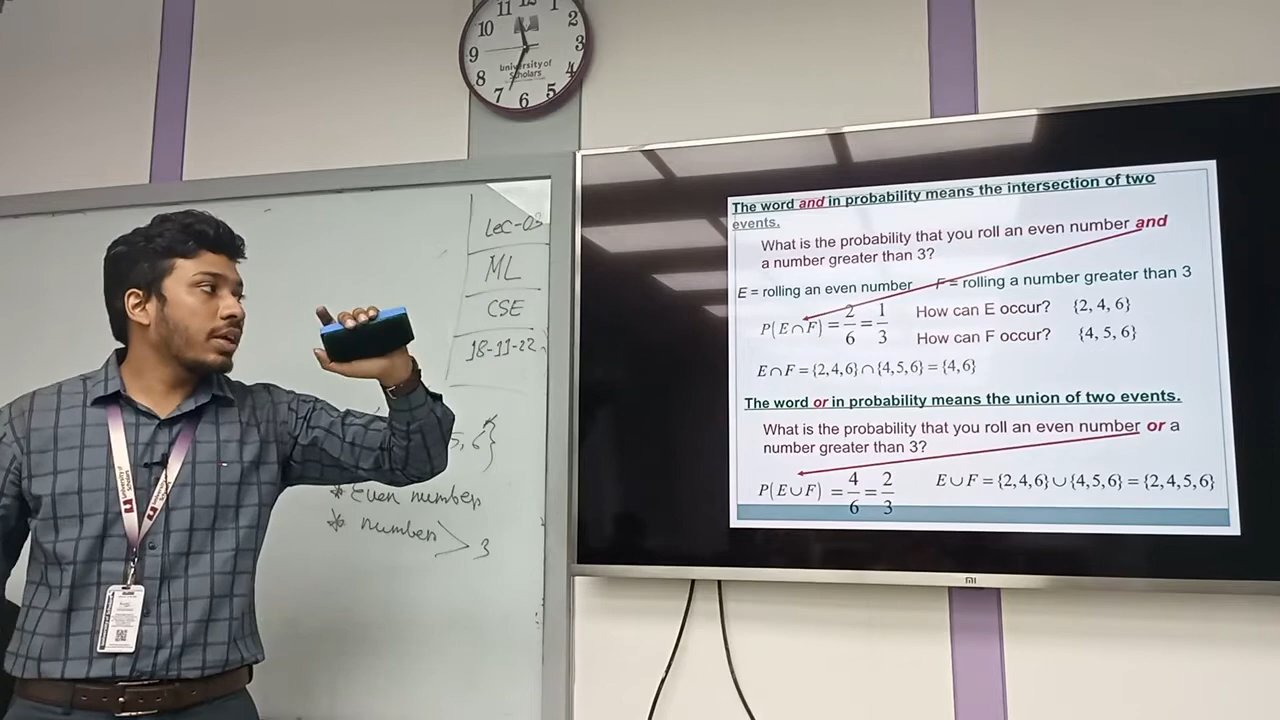 11 12 1
10 2
9 3
8 4
7 6 5
University of
Scholars
LeC-03
ML
CSE
18-11-22
5, 6}
* Even number
* number > 3
University of
Scholars
The word and in probability means the intersection of two
events.
What is the probability that you roll an even number and
a number greater than 3?
E = rolling an even number F = rolling a number greater than 3
P(E∩F) = 2/6 = 1/3 How can E occur? {2, 4, 6}
How can F occur? {4, 5, 6}
E∩F = {2,4,6}∩{4,5,6} = {4,6}
The word or in probability means the union of two events.
What is the probability that you roll an even number or a
number greater than 3?
P(E∪F) = 4/6 = 2/3 E∪F = {2,4,6}∪{4,5,6} = {2,4,5,6}
mi